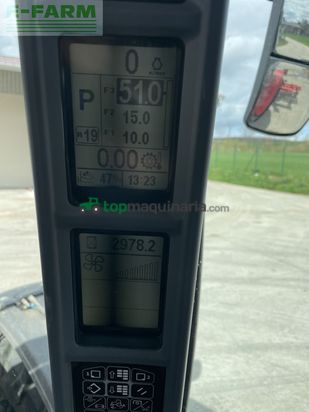 E-FARM
0
P
F3 51.0
F2 15.0
R19
F1 10.0
0.00
47% 13:23
topmaquinaria.com
2978.2